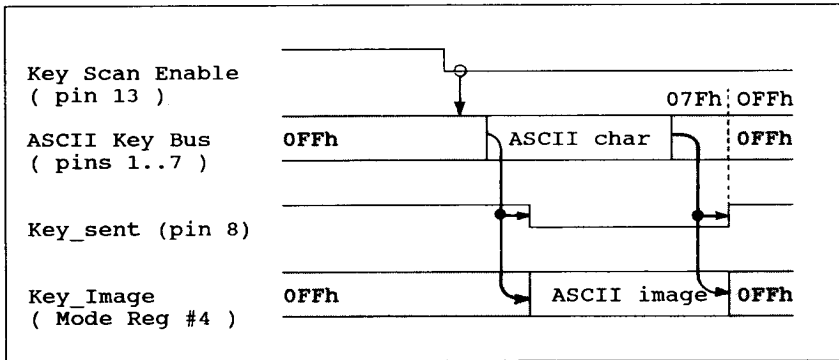 Key Scan Enable
( pin 13 )
07Fh OFFh
ASCII Key Bus
( pins 1..7 )
0FFh ASCII char 0FFh
Key_sent (pin 8)
Key_Image
( Mode Reg #4 )
0FFh ASCII image 0FFh